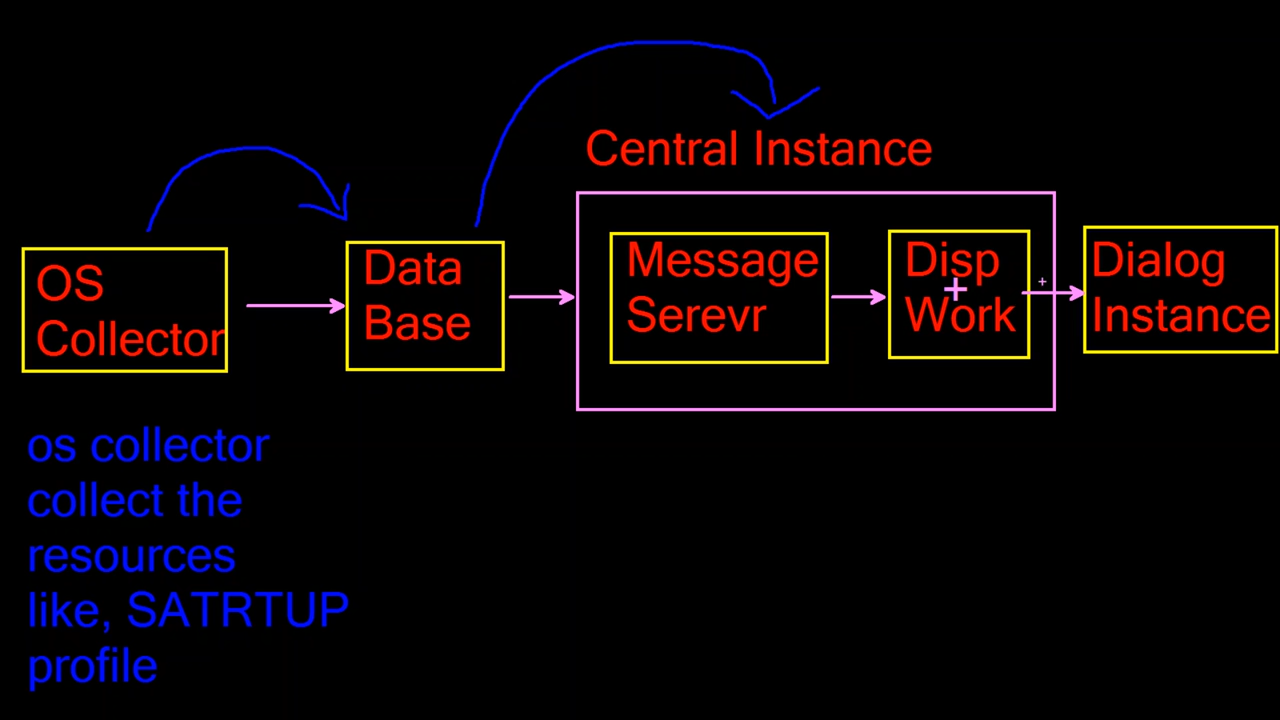 Central Instance
OS
Collector
Data
Base
Message
Serevr
Disp
+
Work
+
Dialog
Instance
os collector
collect the
resources
like, SATRTUP
profile